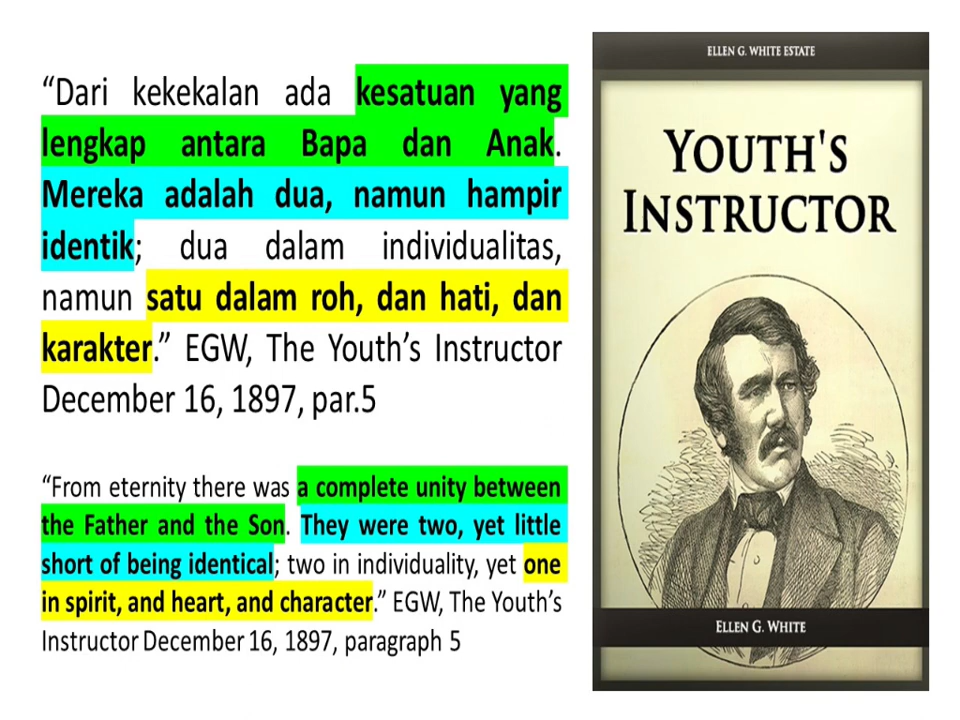 “Dari kekekalan ada kesatuan yang
lengkap antara Bapa dan Anak.
Mereka adalah dua, namun hampir
identik; dua dalam individualitas,
namun satu dalam roh, dan hati, dan
karakter.” EGW, The Youth’s Instructor
December 16, 1897, par.5
“From eternity there was a complete unity between
the Father and the Son. They were two, yet little
short of being identical; two in individuality, yet one
in spirit, and heart, and character.” EGW, The Youth’s
Instructor December 16, 1897, paragraph 5
ELLEN G. WHITE ESTATE
YOUTH'S
INSTRUCTOR
ELLEN G. WHITE